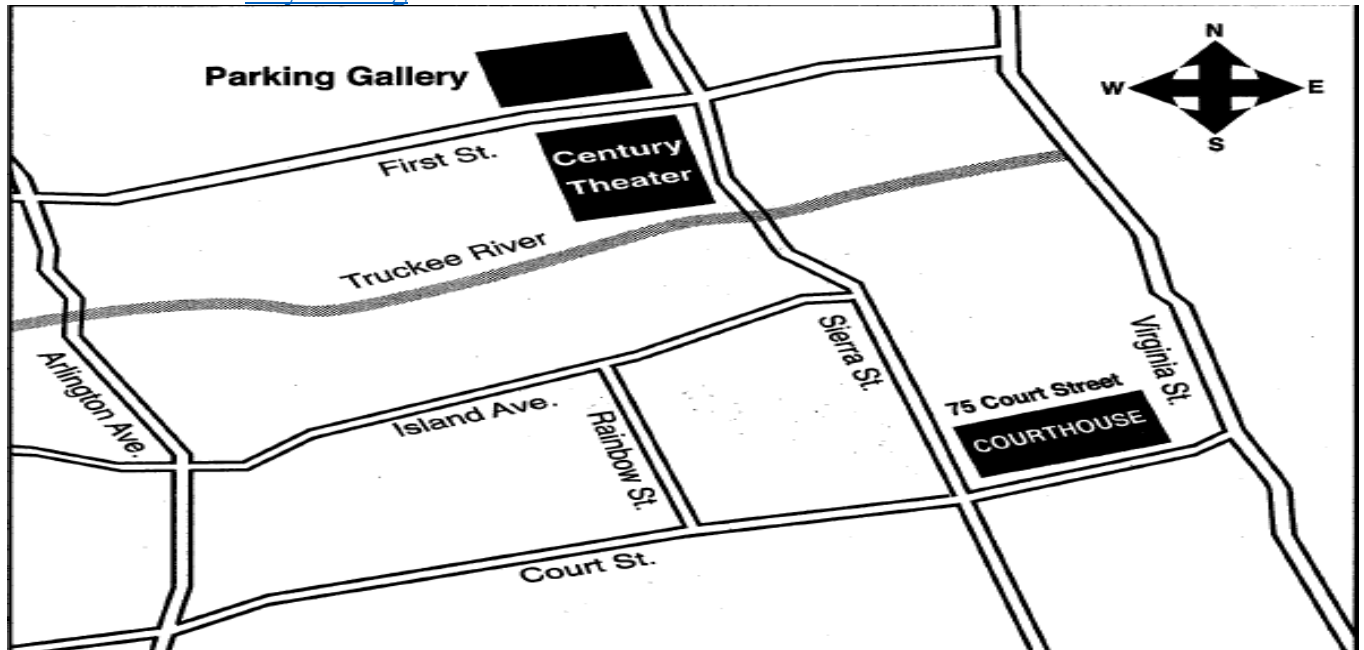 N
Parking Gallery
W
E
S
First St.
Century
Theater
Truckee River
Arlington Ave.
Island Ave.
Rainbow St.
Sierra St.
Virginia St.
75 Court Street
COURTHOUSE
Court St.